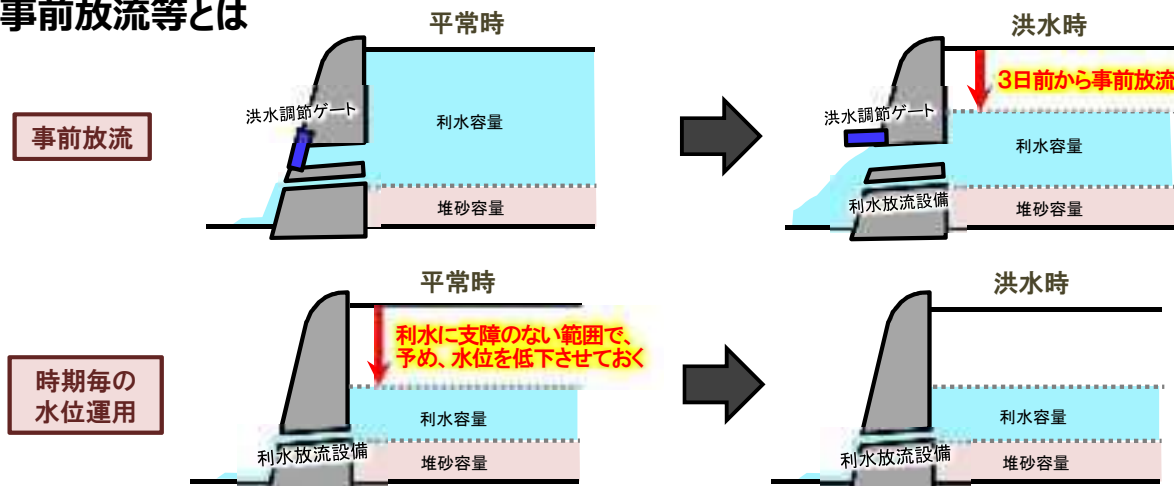 事前放流等とは
平常時
洪水時
事前放流
洪水調節ゲート
利水容量
堆砂容量
3日前から事前放流
洪水調節ゲート
利水容量
利水放流設備
堆砂容量
平常時
洪水時
時期毎の
水位運用
利水に支障のない範囲で、
予め、水位を低下させておく
利水容量
利水放流設備
堆砂容量
利水容量
利水放流設備
堆砂容量